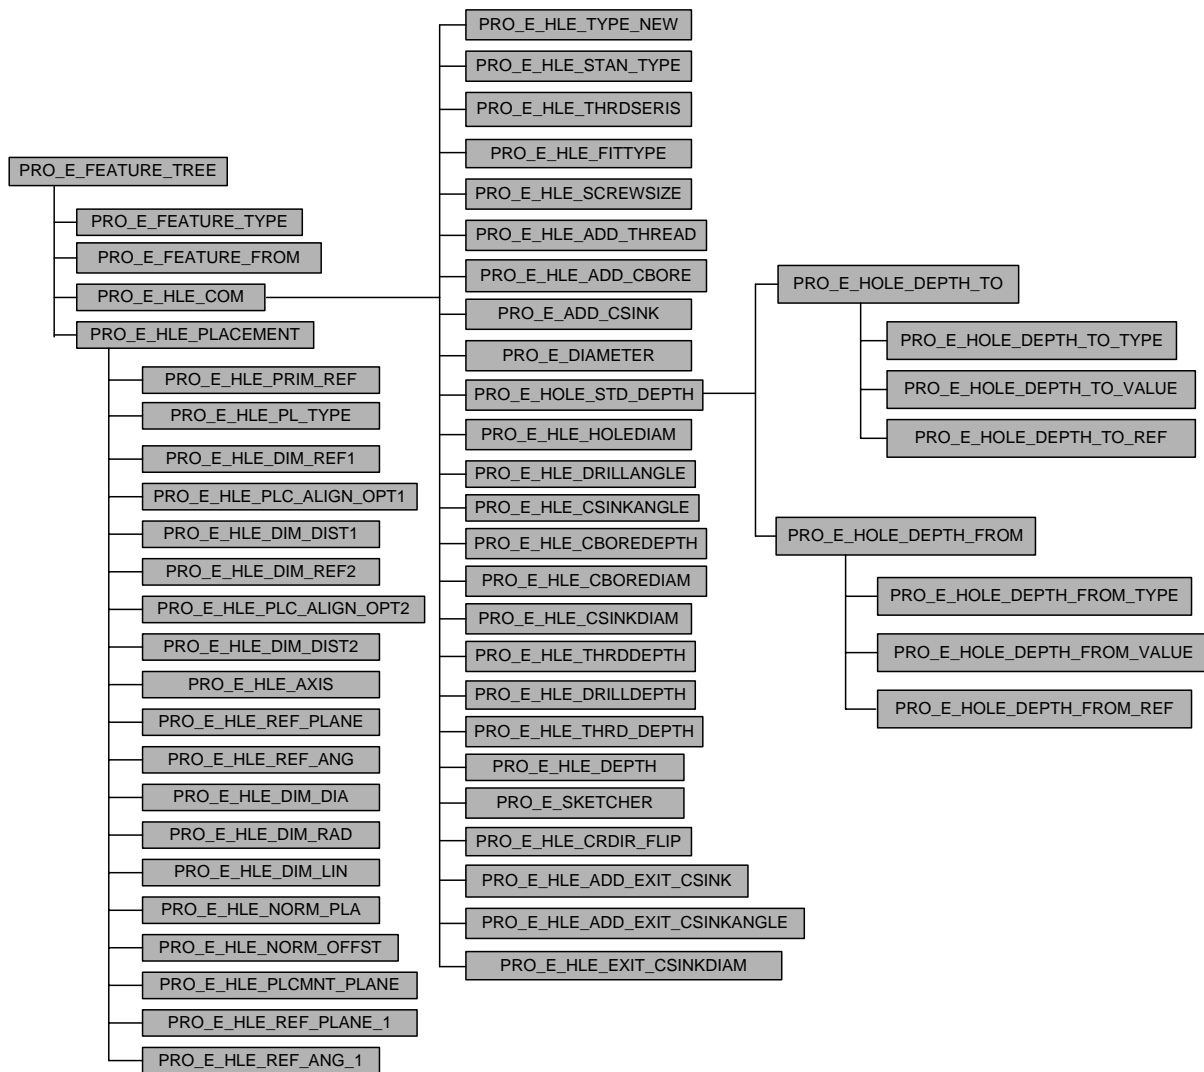 PRO_E_FEATURE_TREE
PRO_E_FEATURE_TYPE
PRO_E_FEATURE_FROM
PRO_E_HLE_COM
PRO_E_HLE_PLACEMENT
PRO_E_HLE_PRIM_REF
PRO_E_HLE_PL_TYPE
PRO_E_HLE_DIM_REF1
PRO_E_HLE_PLC_ALIGN_OPT1
PRO_E_HLE_DIM_DIST1
PRO_E_HLE_DIM_REF2
PRO_E_HLE_PLC_ALIGN_OPT2
PRO_E_HLE_DIM_DIST2
PRO_E_HLE_AXIS
PRO_E_HLE_REF_PLANE
PRO_E_HLE_REF_ANG
PRO_E_HLE_DIM_DIA
PRO_E_HLE_DIM_RAD
PRO_E_HLE_DIM_LIN
PRO_E_HLE_NORM_PLA
PRO_E_HLE_NORM_OFFST
PRO_E_HLE_PLCMNT_PLANE
PRO_E_HLE_REF_PLANE_1
PRO_E_HLE_REF_ANG_1
PRO_E_HLE_TYPE_NEW
PRO_E_HLE_STAN_TYPE
PRO_E_HLE_THRDSERIS
PRO_E_HLE_FITTYPE
PRO_E_HLE_SCREWSIZE
PRO_E_HLE_ADD_THREAD
PRO_E_HLE_ADD_CBORE
PRO_E_ADD_CSINK
PRO_E_DIAMETER
PRO_E_HOLE_STD_DEPTH
PRO_E_HLE_HOLEDIAM
PRO_E_HLE_DRILLANGLE
PRO_E_HLE_CSINKANGLE
PRO_E_HLE_CBOREDEPTH
PRO_E_HLE_CBOREDIAM
PRO_E_HLE_CSINKDIAM
PRO_E_HLE_THRDDEPTH
PRO_E_HLE_DRILLDEPTH
PRO_E_HLE_THRD_DEPTH
PRO_E_HLE_DEPTH
PRO_E_SKETCHER
PRO_E_HLE_CRDIR_FLIP
PRO_E_HLE_ADD_EXIT_CSINK
PRO_E_HLE_ADD_EXIT_CSINKANGLE
PRO_E_HLE_EXIT_CSINKDIAM
PRO_E_HOLE_DEPTH_TO
PRO_E_HOLE_DEPTH_TO_TYPE
PRO_E_HOLE_DEPTH_TO_VALUE
PRO_E_HOLE_DEPTH_TO_REF
PRO_E_HOLE_DEPTH_FROM
PRO_E_HOLE_DEPTH_FROM_TYPE
PRO_E_HOLE_DEPTH_FROM_VALUE
PRO_E_HOLE_DEPTH_FROM_REF